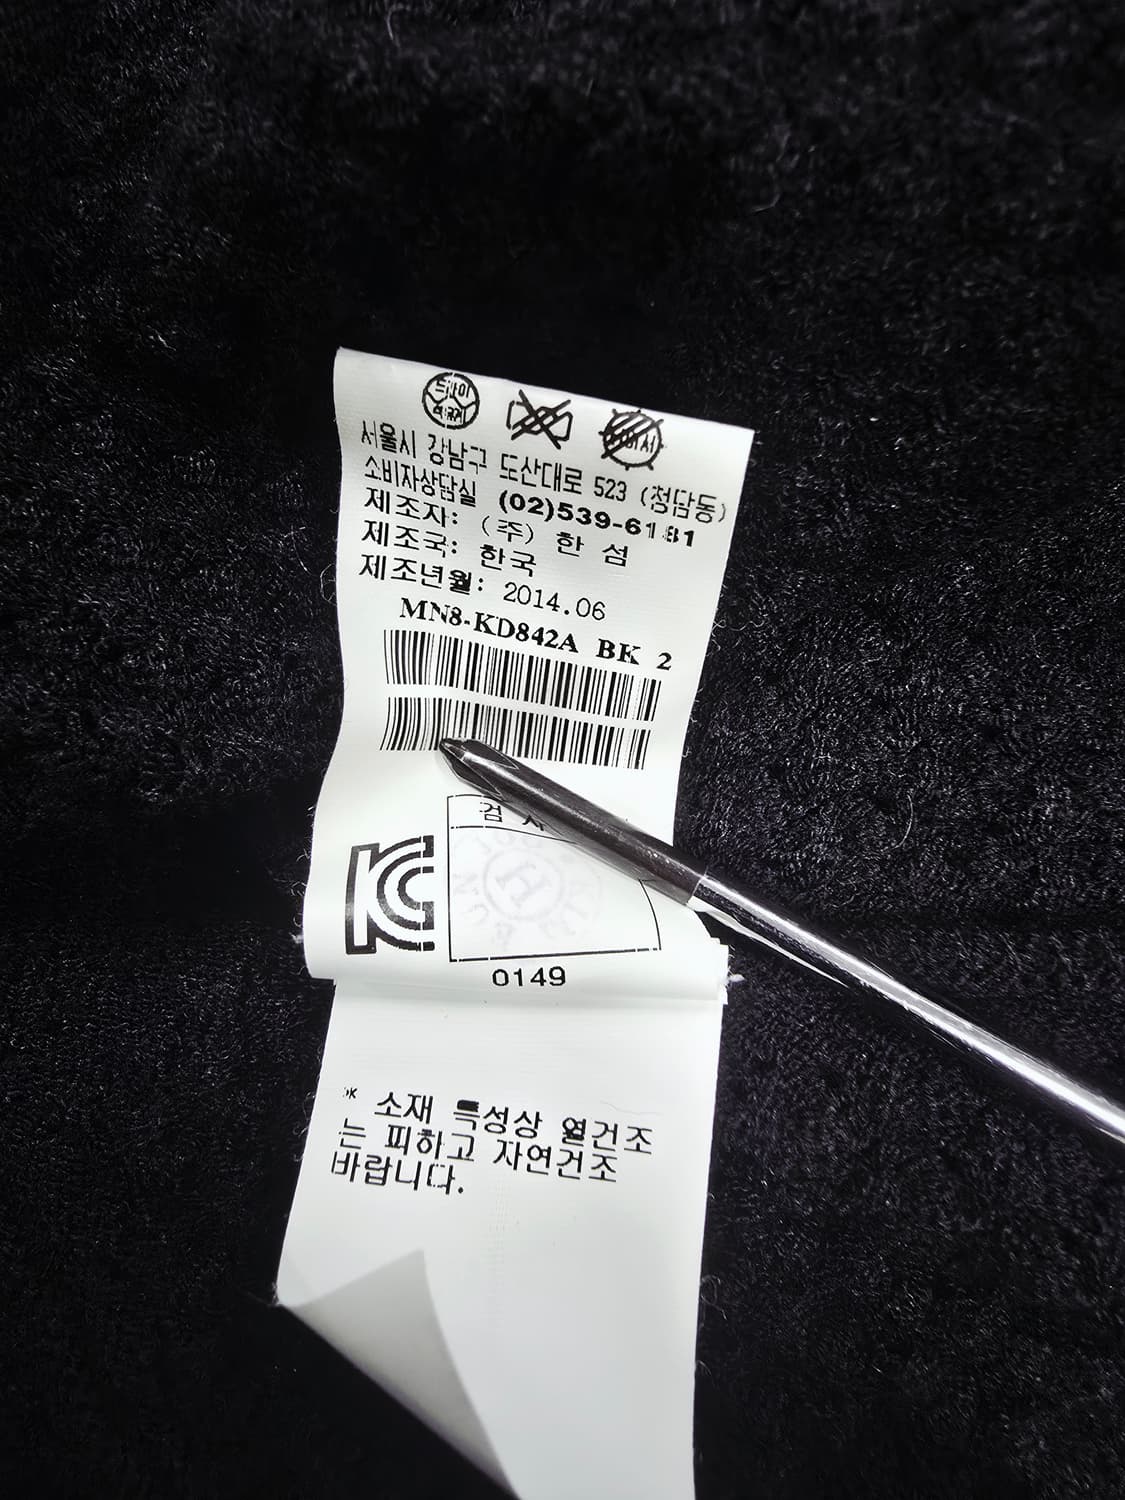 드라이
서울시 강남구 도산대로 523 (청담동)
소비자상담실 (02)539-6181
제조자: (주) 한 섬
제조국: 한국
제조년월: 2014.06
MN8-KD842A BK 2
검
KC
H
0149
* 소재 특성상 열건조
는 피하고 자연건조
바랍니다.